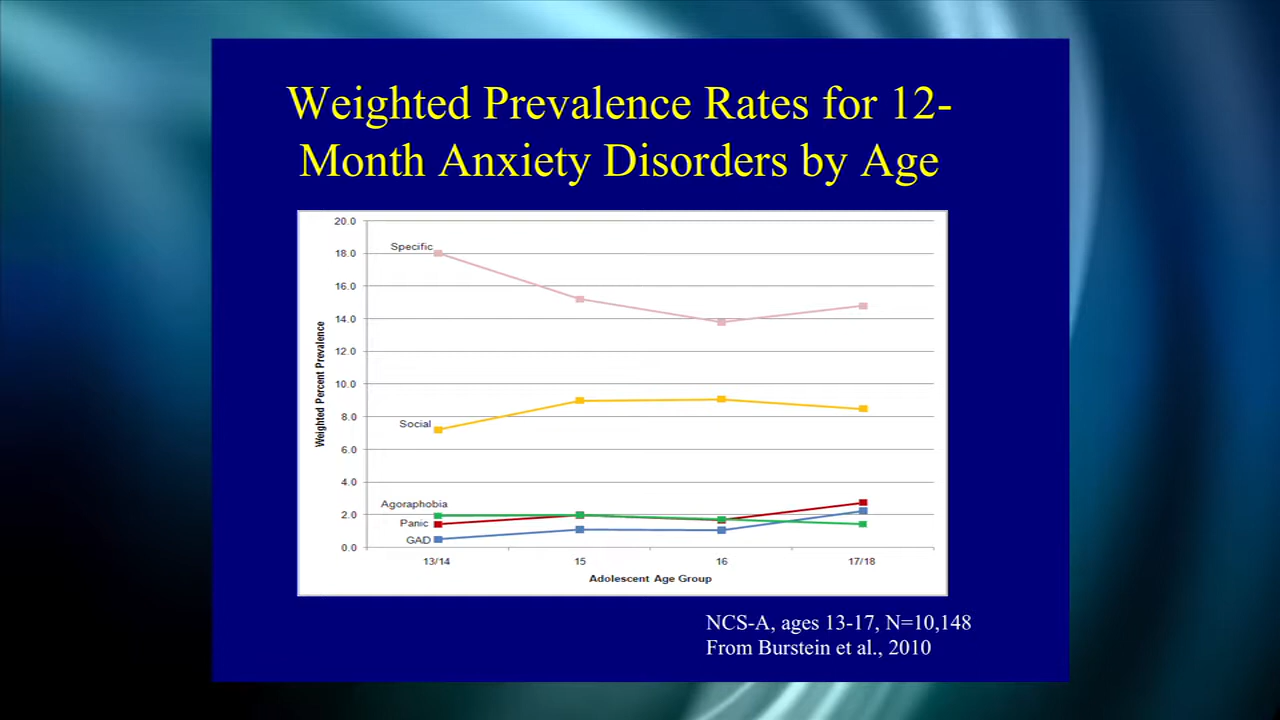 Weighted Prevalence Rates for 12-
Month Anxiety Disorders by Age
20.0
Specific
18.0
16.0
14.0
12.0
10.0
8.0
Social
6.0
4.0
Agoraphobia
2.0
Panic
GAD
0.0
Weighted Percent Prevalence
13/14 15 16 17/18
Adolescent Age Group
NCS-A, ages 13-17, N=10,148
From Burstein et al., 2010